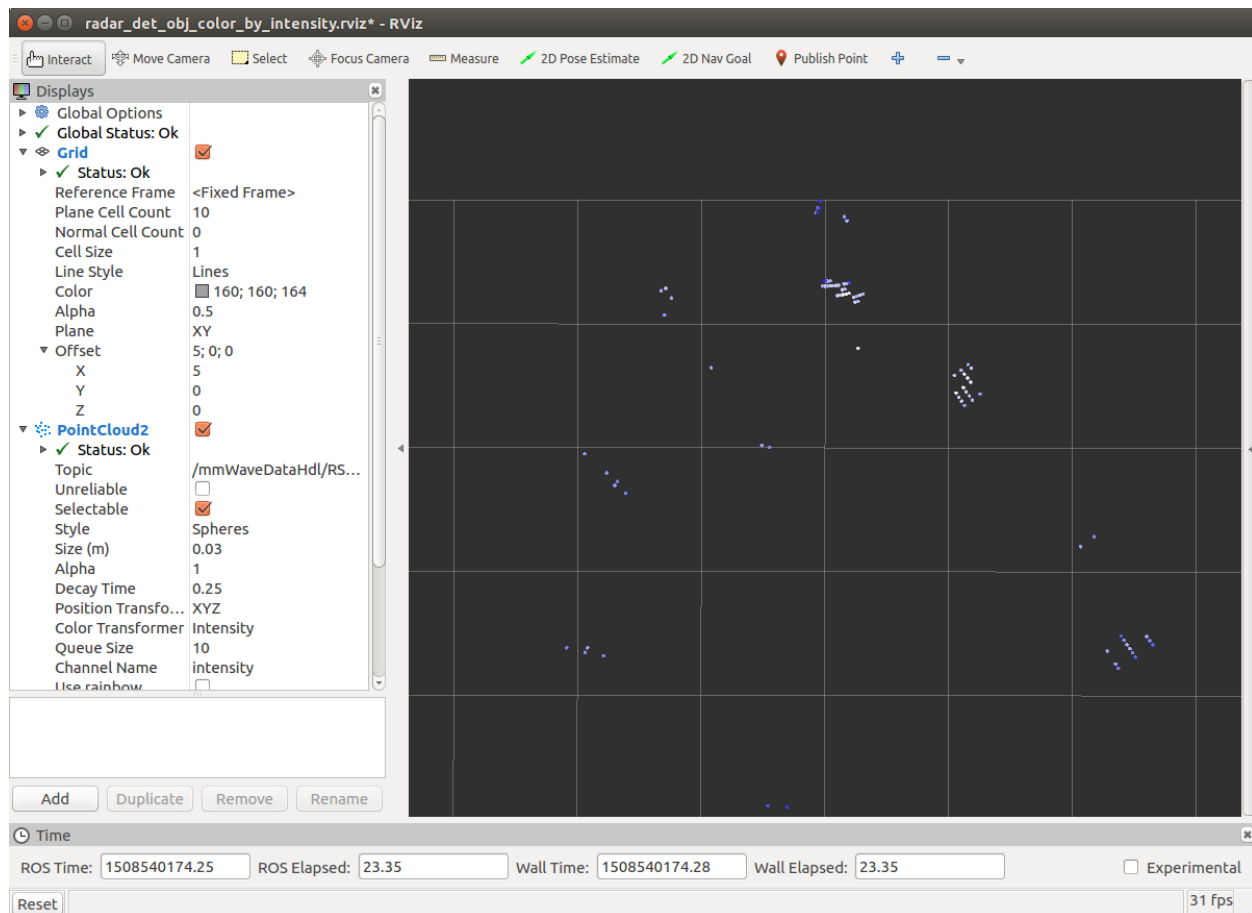 radar_det_obj_color_by_intensity.rviz* - RViz
Interact Move Camera Select Focus Camera Measure 2D Pose Estimate 2D Nav Goal Publish Point
Displays
Global Options
Global Status: Ok
Grid
Status: Ok
Reference Frame <Fixed Frame>
Plane Cell Count 10
Normal Cell Count 0
Cell Size 1
Line Style Lines
Color 160; 160; 164
Alpha 0.5
Plane XY
Offset 5; 0; 0
X 5
Y 0
Z 0
PointCloud2
Status: Ok
Topic /mmWaveDataHdl/RS...
Unreliable
Selectable
Style Spheres
Size (m) 0.03
Alpha 1
Decay Time 0.25
Position Transfo... XYZ
Color Transformer Intensity
Queue Size 10
Channel Name intensity
Use rainbow
Add Duplicate Remove Rename
Time
ROS Time: 1508540174.25 ROS Elapsed: 23.35 Wall Time: 1508540174.28 Wall Elapsed: 23.35 Experimental
Reset 31 fps